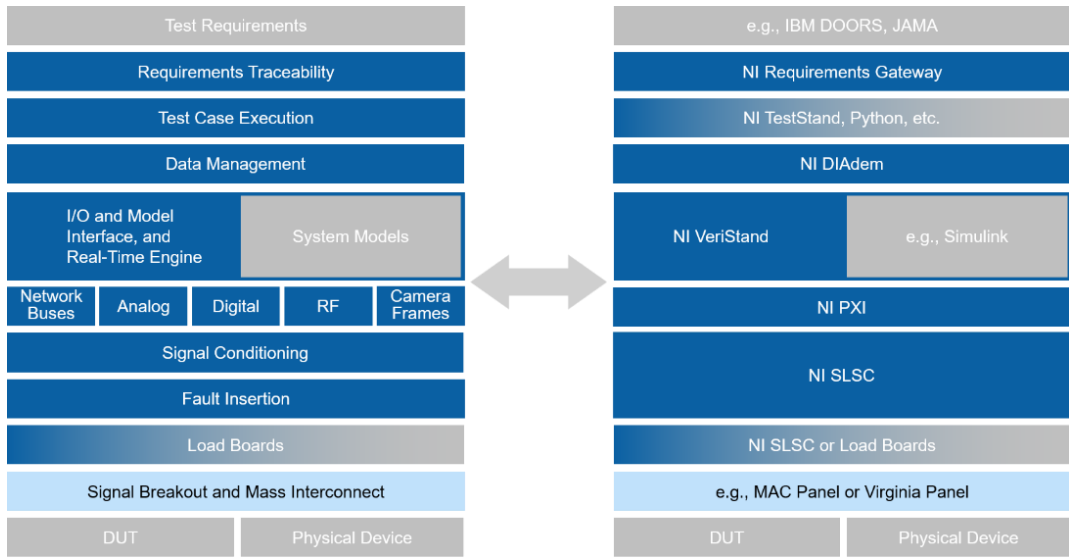 Test Requirements
Requirements Traceability
Test Case Execution
Data Management
I/O and Model
Interface, and
Real-Time Engine
System Models
Network
Buses
Analog
Digital
RF
Camera
Frames
Signal Conditioning
Fault Insertion
Load Boards
Signal Breakout and Mass Interconnect
DUT
Physical Device
e.g., IBM DOORS, JAMA
NI Requirements Gateway
NI TestStand, Python, etc.
NI DIAdem
NI VeriStand
e.g., Simulink
NI PXI
NI SLSC
NI SLSC or Load Boards
e.g., MAC Panel or Virginia Panel
DUT
Physical Device